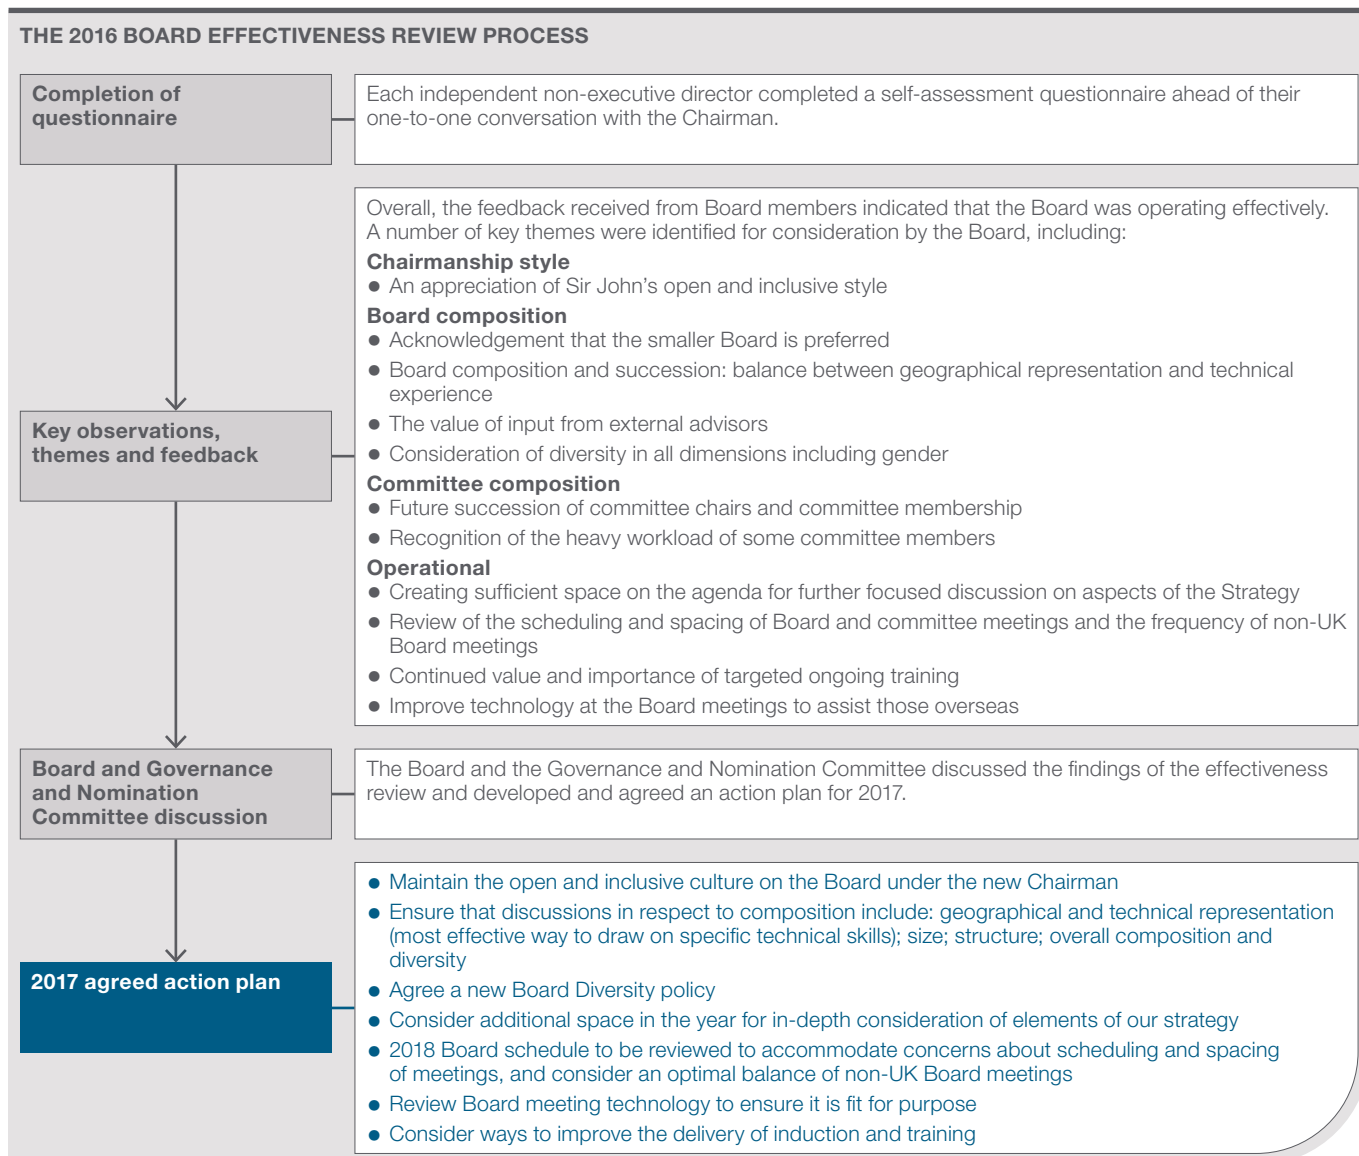 THE 2016 BOARD EFFECTIVENESS REVIEW PROCESS
Completion of
questionnaire
Each independent non-executive director completed a self-assessment questionnaire ahead of their
one-to-one conversation with the Chairman.
Key observations,
themes and feedback
Overall, the feedback received from Board members indicated that the Board was operating effectively.
A number of key themes were identified for consideration by the Board, including:
Chairmanship style
● An appreciation of Sir John's open and inclusive style
Board composition
● Acknowledgement that the smaller Board is preferred
● Board composition and succession: balance between geographical representation and technical
experience
● The value of input from external advisors
● Consideration of diversity in all dimensions including gender
Committee composition
● Future succession of committee chairs and committee membership
● Recognition of the heavy workload of some committee members
Operational
● Creating sufficient space on the agenda for further focused discussion on aspects of the Strategy
● Review of the scheduling and spacing of Board and committee meetings and the frequency of non-UK
Board meetings
● Continued value and importance of targeted ongoing training
● Improve technology at the Board meetings to assist those overseas
Board and Governance
and Nomination
Committee discussion
The Board and the Governance and Nomination Committee discussed the findings of the effectiveness
review and developed and agreed an action plan for 2017.
2017 agreed action plan
● Maintain the open and inclusive culture on the Board under the new Chairman
● Ensure that discussions in respect to composition include: geographical and technical representation
(most effective way to draw on specific technical skills); size; structure; overall composition and
diversity
● Agree a new Board Diversity policy
● Consider additional space in the year for in-depth consideration of elements of our strategy
● 2018 Board schedule to be reviewed to accommodate concerns about scheduling and spacing
of meetings, and consider an optimal balance of non-UK Board meetings
● Review Board meeting technology to ensure it is fit for purpose
● Consider ways to improve the delivery of induction and training